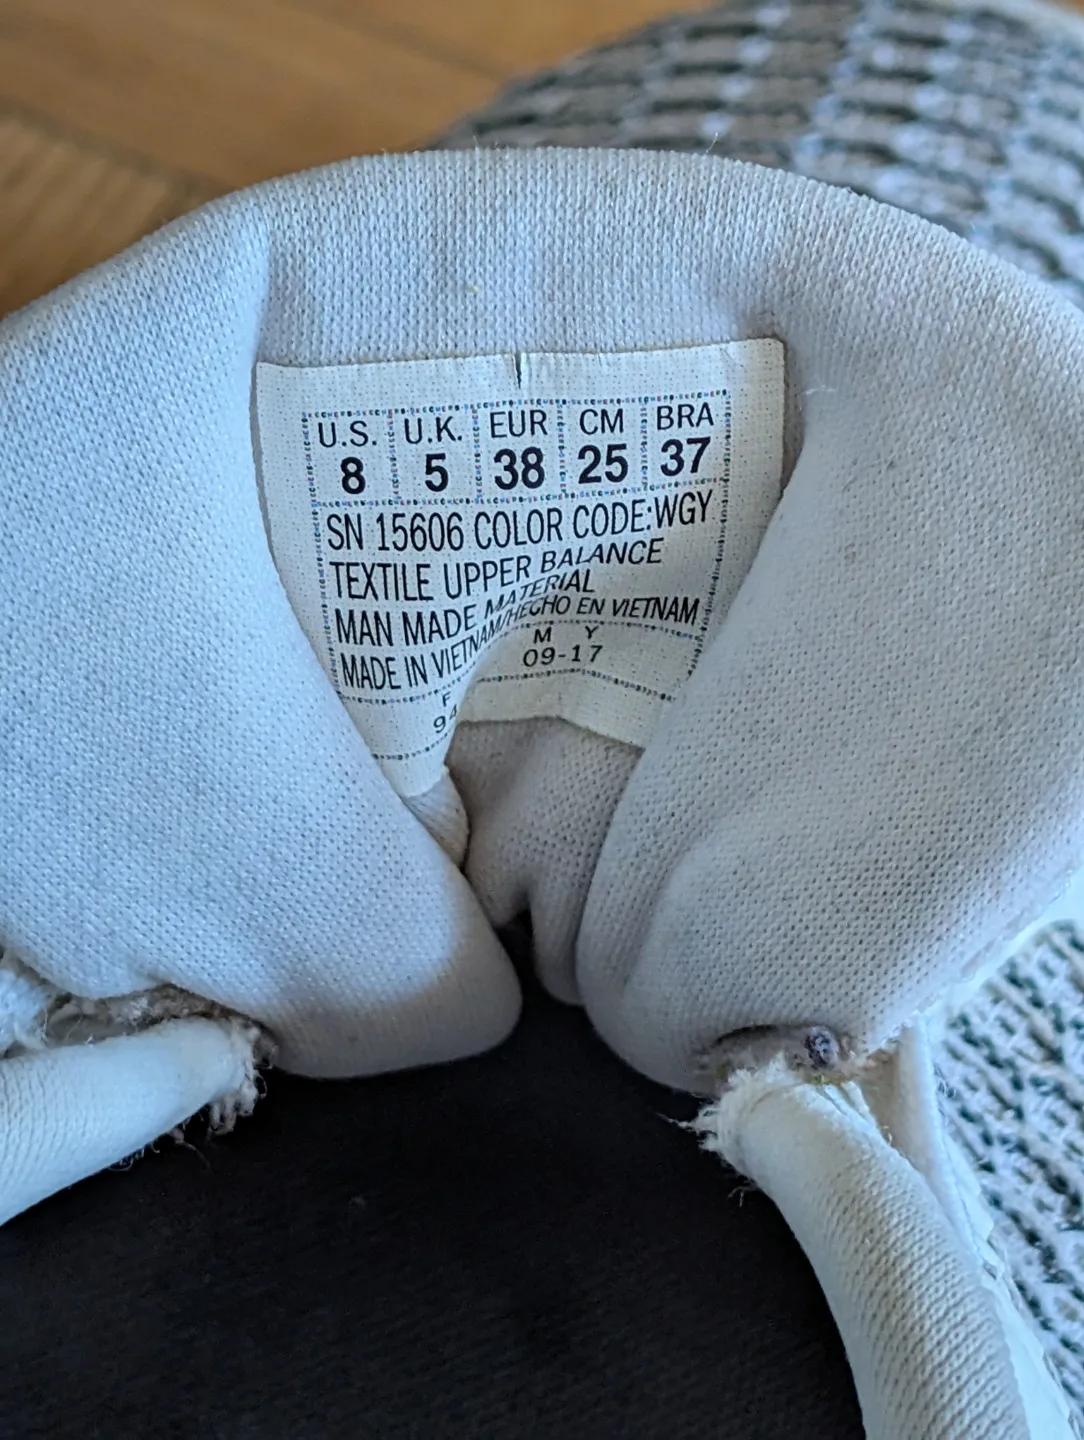 U.S. U.K. EUR CM BRA
8 5 38 25 37
SN 15606 COLOR CODE:WGY
TEXTILE UPPER BALANCE
MAN MADE MATERIAL
MADE IN VIETNAM/HECHO EN VIETNAM
M Y
09-17
F
94